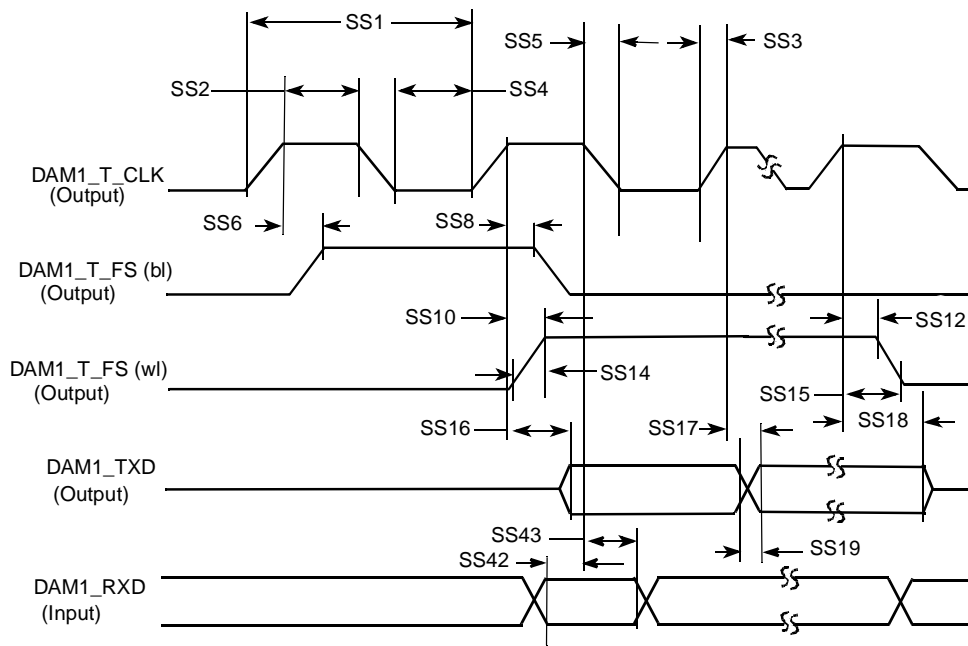 SS1
SS5
SS3
SS2
SS4
DAM1_T_CLK
(Output)
SS6
SS8
DAM1_T_FS (bl)
(Output)
SS10
SS12
DAM1_T_FS (wl)
(Output)
SS14
SS15
SS16
SS17
SS18
DAM1_TXD
(Output)
SS43
SS42
SS19
DAM1_RXD
(Input)